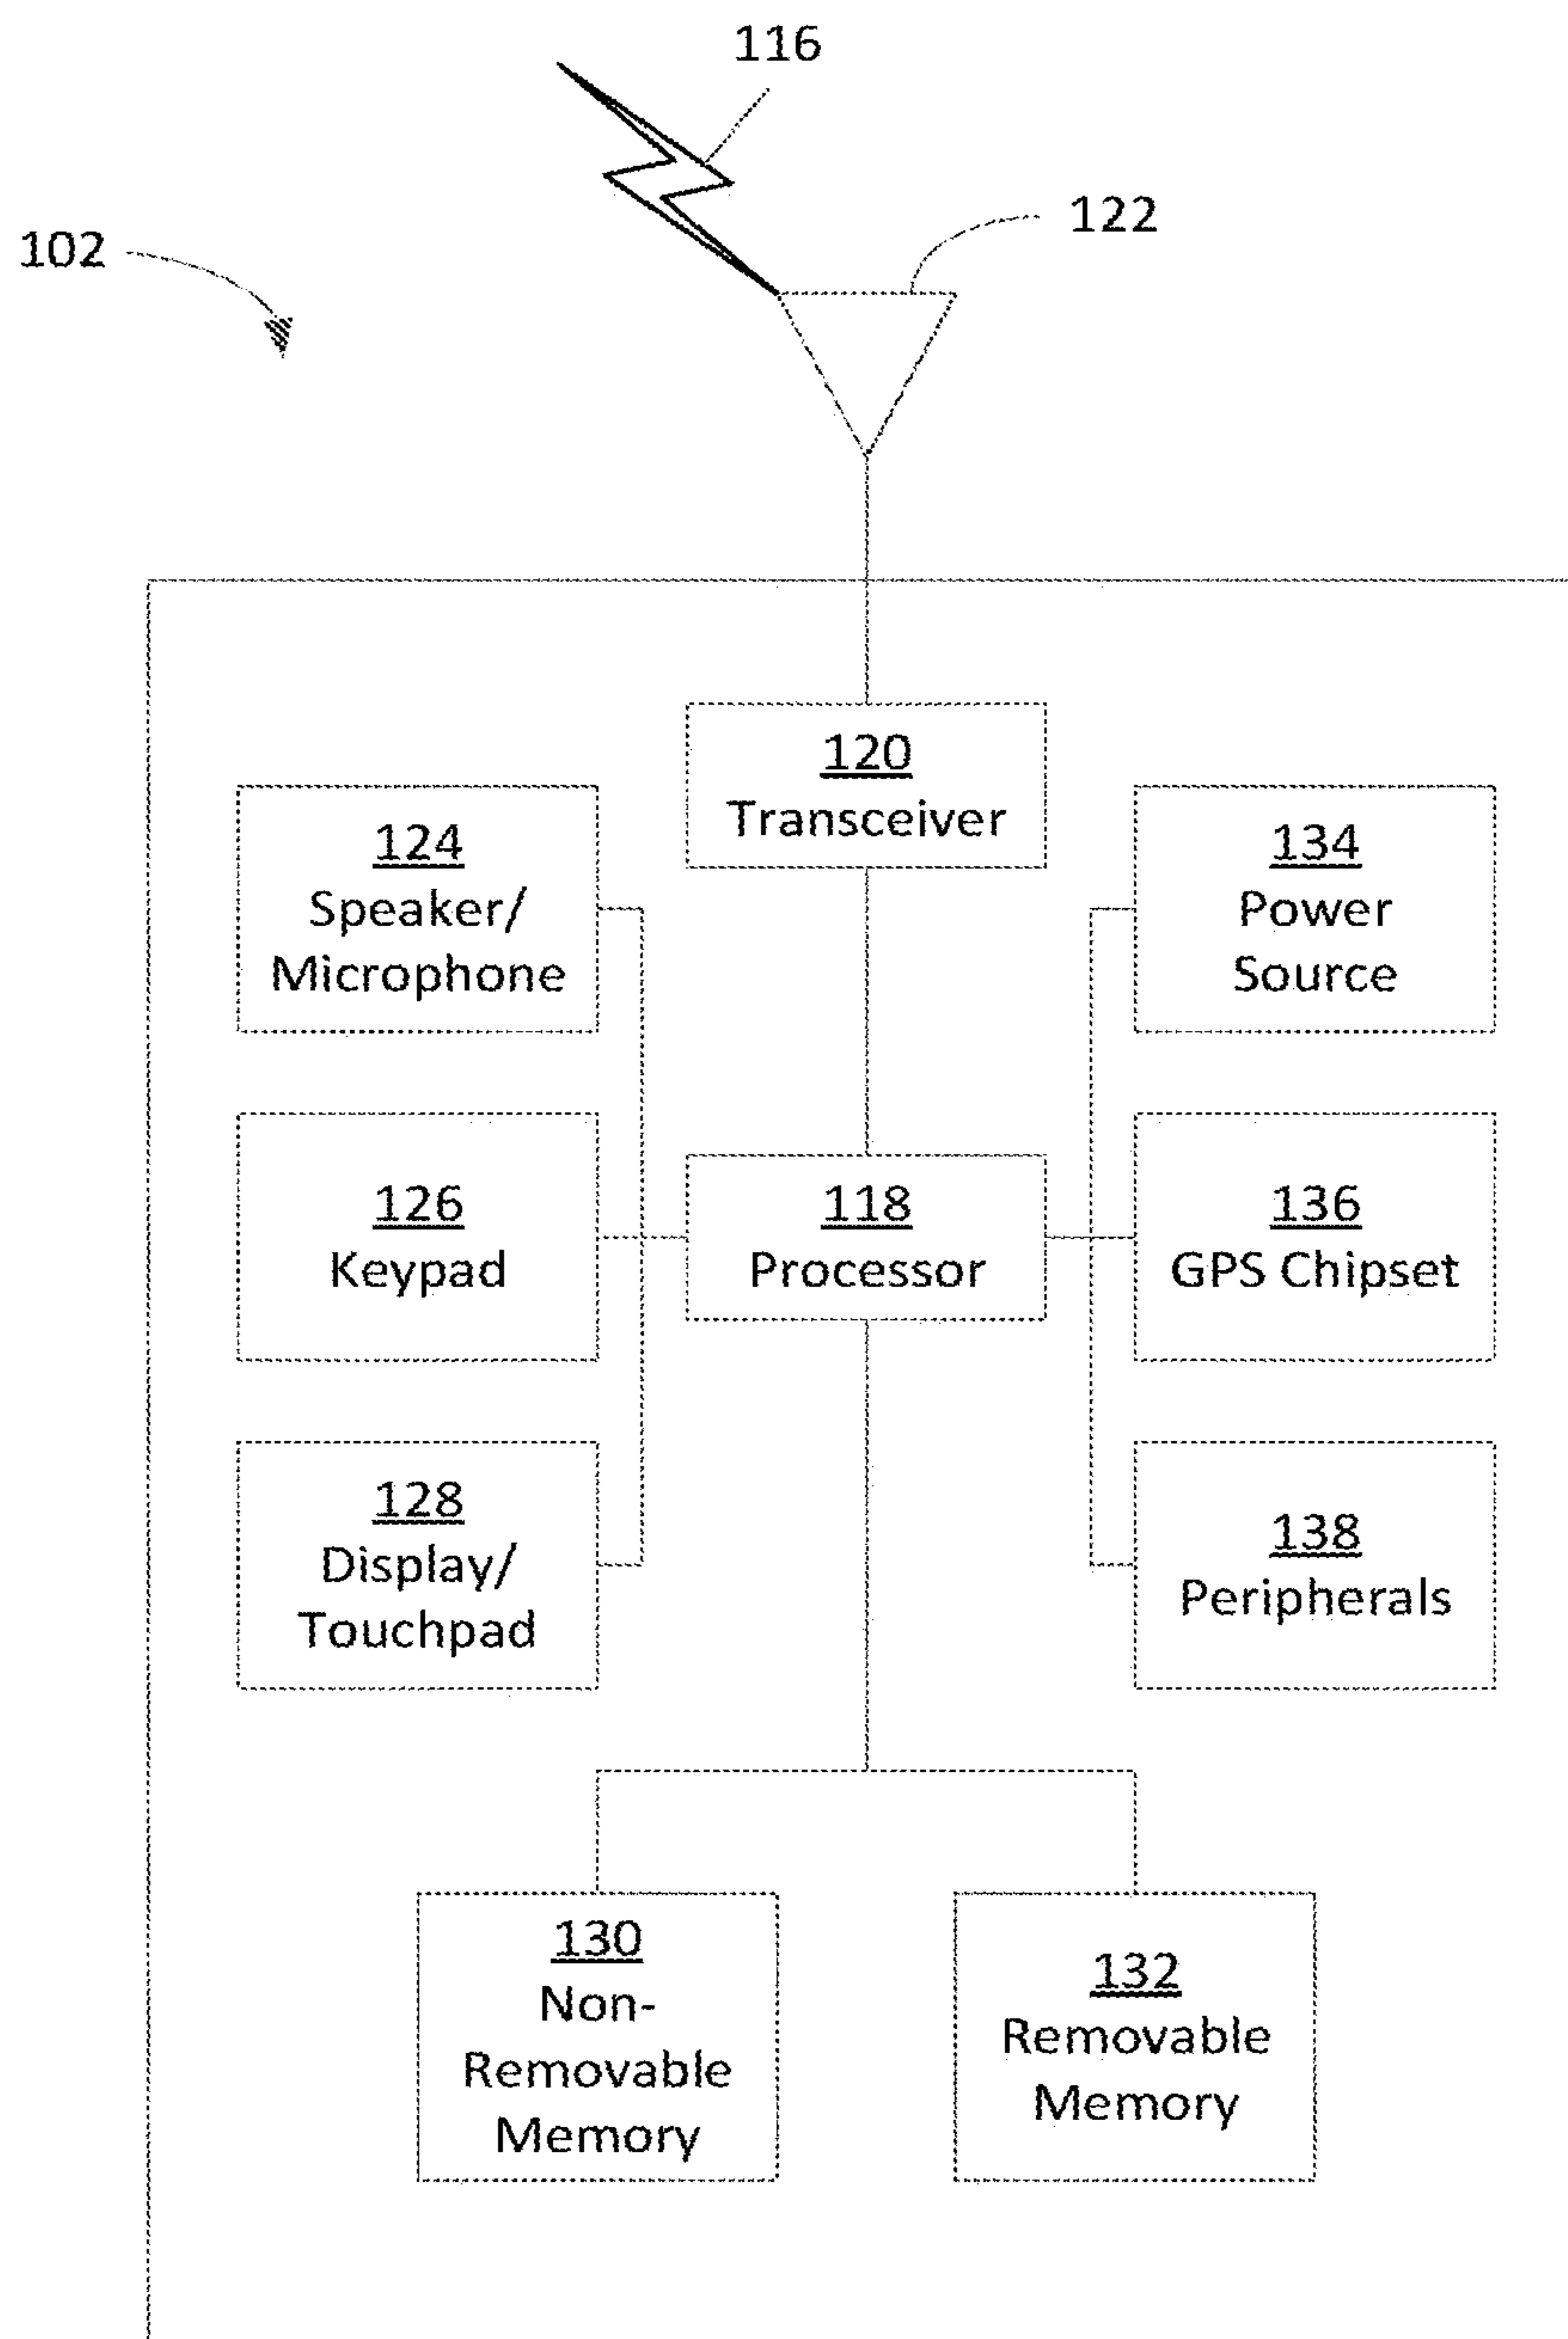 116
122
102
120
Transceiver
124
Speaker/
Microphone
134
Power
Source
126
Keypad
118
Processor
136
GPS Chipset
128
Display/
Touchpad
138
Peripherals
130
Non-
Removable
Memory
132
Removable
Memory